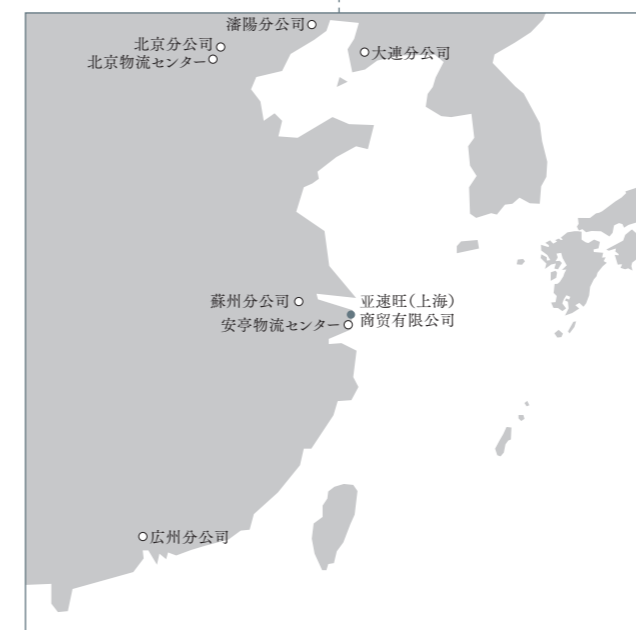 瀋陽分公司
北京分公司
大連分公司
北京物流センター
蘇州分公司
亚速旺(上海)
商贸有限公司
安亭物流センター
広州分公司